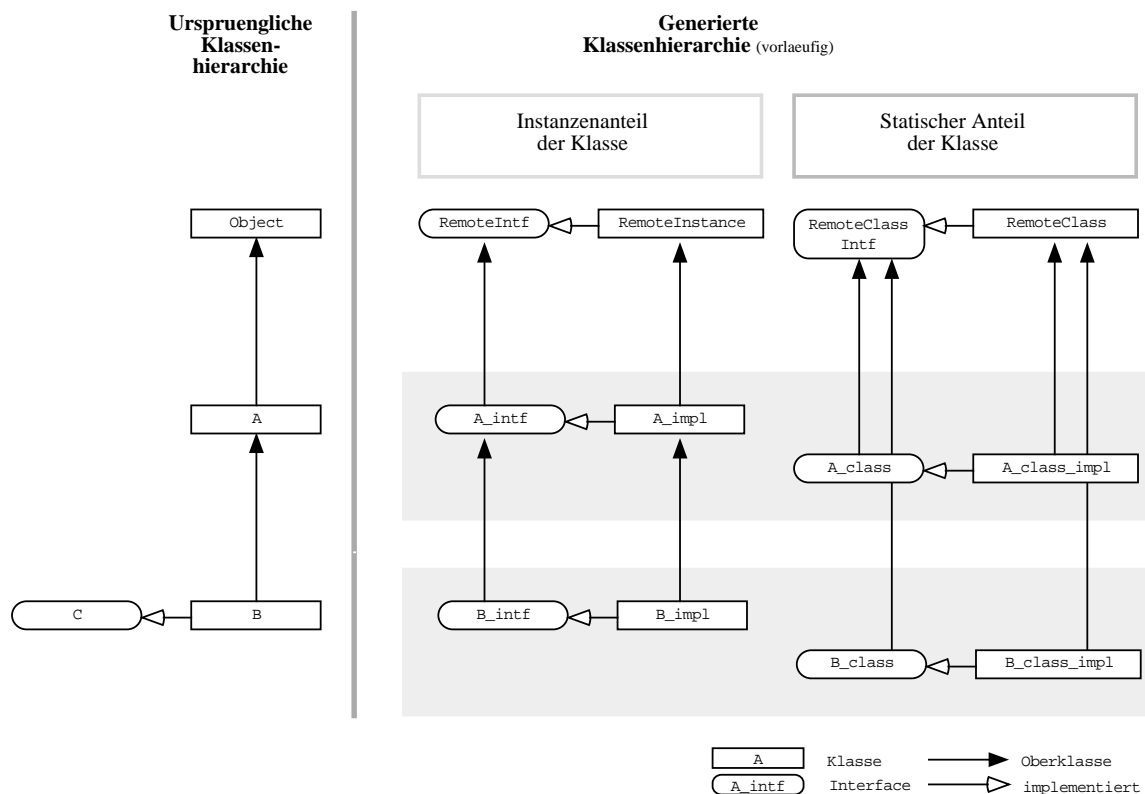 Urspruengliche
Klassen-
hierarchie
Generierte
Klassenhierarchie (vorlaeufig)
Instanzenanteil
der Klasse
Statischer Anteil
der Klasse
Object
RemoteIntf
RemoteInstance
RemoteClass
Intf
RemoteClass
A
A_intf
A_impl
A_class
A_class_impl
C
B
B_intf
B_impl
B_class
B_class_impl
A
Klasse
Oberklasse
A_intf
Interface
implementiert